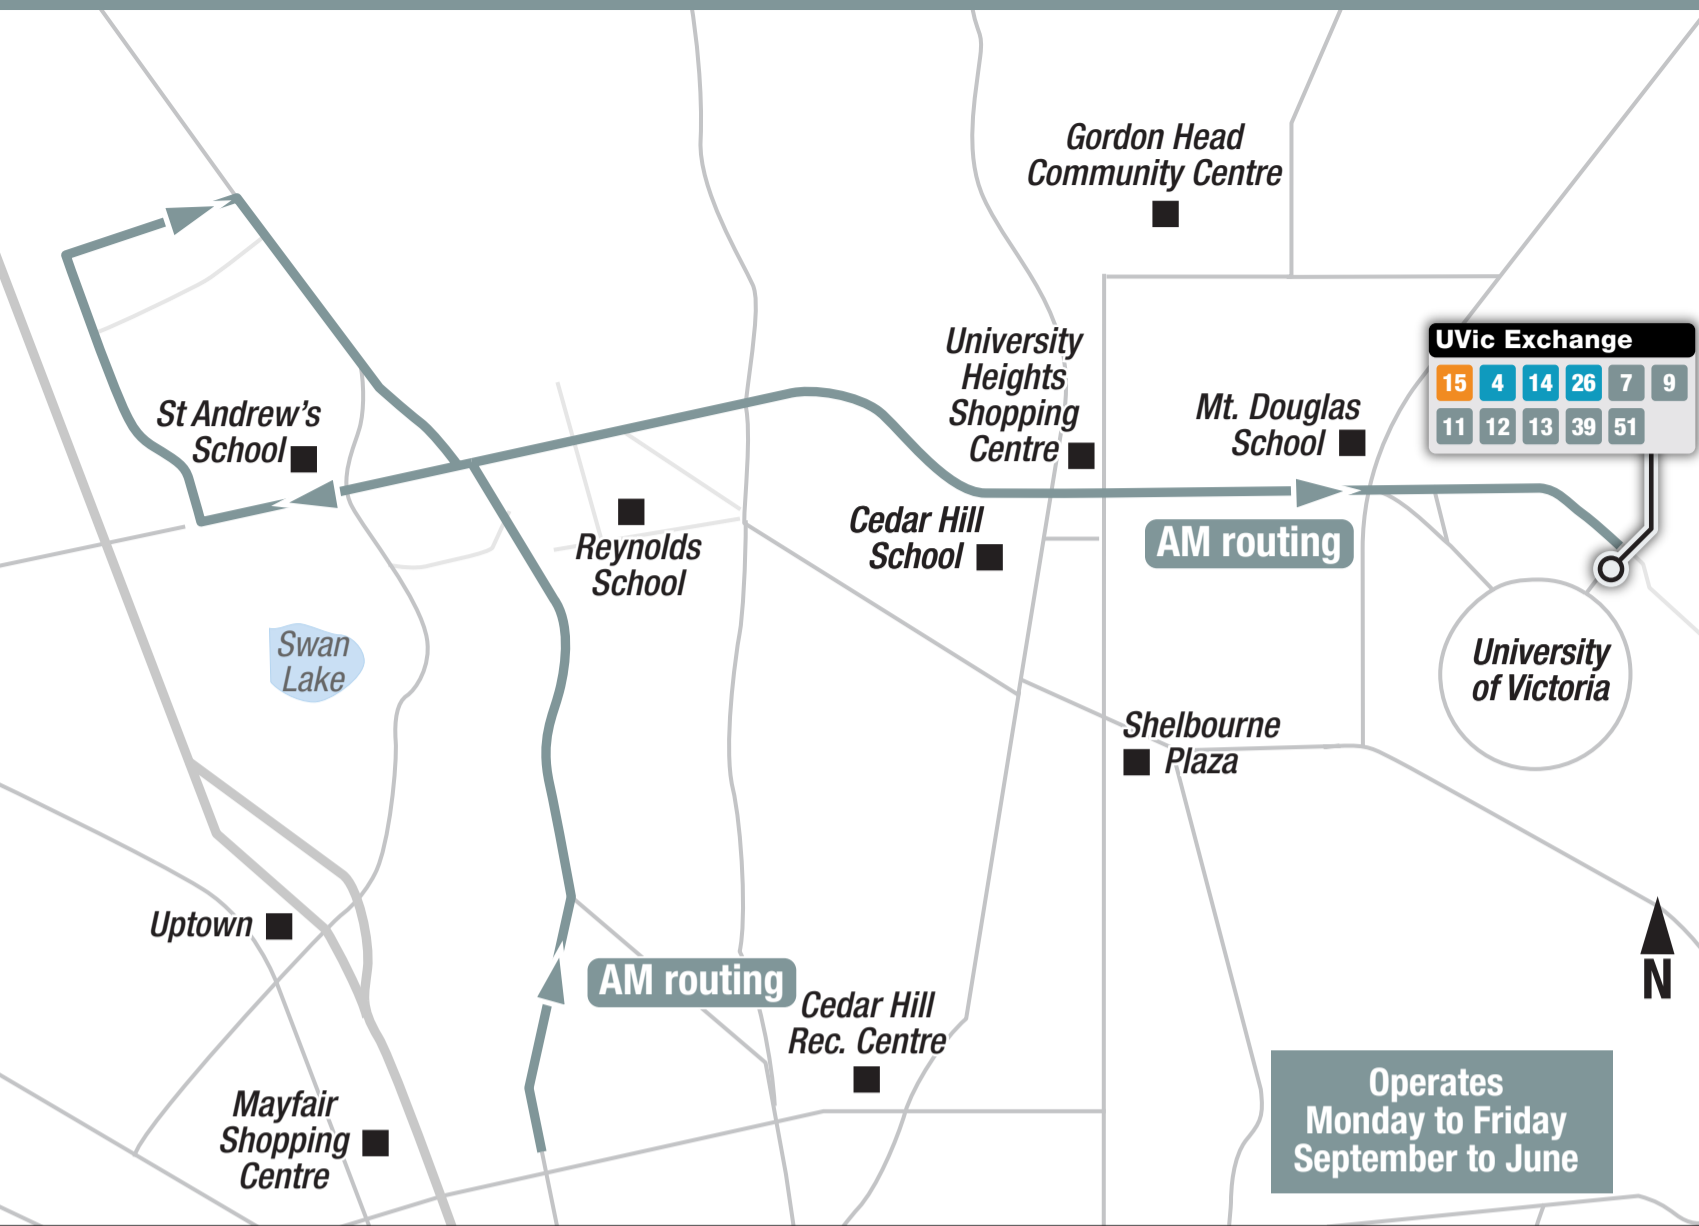 Gordon Head
Community Centre
University
Heights
Shopping
Centre
UVic Exchange
15 4 14 26 7 9
11 12 13 39 51
Mt. Douglas
School
St Andrew's
School
Reynolds
School
Cedar Hill
School
AM routing
Swan
Lake
University
of Victoria
Shelbourne
Plaza
Uptown
AM routing
Cedar Hill
Rec. Centre
N
Mayfair
Shopping
Centre
Operates
Monday to Friday
September to June